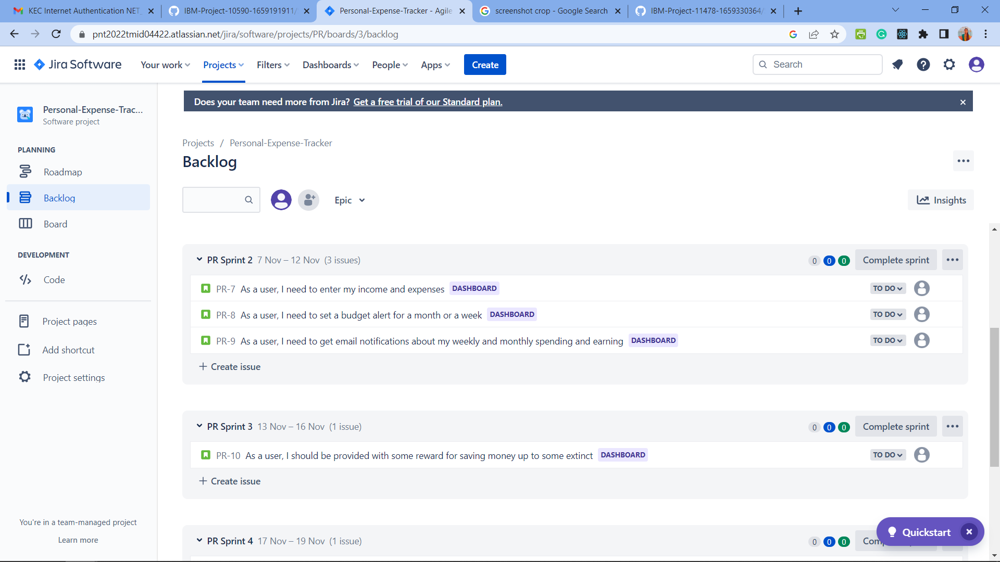 KEC Internet Authentication NET_
IBM-Project-10590-1659191911/
Personal-Expense-Tracker - Agile
screenshot crop - Google Search
IBM-Project-11478-1659330364/
pnt2022tmid04422.atlassian.net/jira/software/projects/PR/boards/3/backlog
Jira Software
Your work
Projects
Filters
Dashboards
People
Apps
Create
Search
Personal-Expense-Trac...
Software project
Does your team need more from Jira? Get a free trial of our Standard plan.
PLANNING
Roadmap
Backlog
Board
DEVELOPMENT
Code
Project pages
Add shortcut
Project settings
You're in a team-managed project
Learn more
Projects / Personal-Expense-Tracker
Backlog
Epic
Insights
PR Sprint 2 7 Nov – 12 Nov (3 issues) 0 0 0 Complete sprint
PR-7 As a user, I need to enter my income and expenses DASHBOARD TO DO
PR-8 As a user, I need to set a budget alert for a month or a week DASHBOARD TO DO
PR-9 As a user, I need to get email notifications about my weekly and monthly spending and earning DASHBOARD TO DO
+ Create issue
PR Sprint 3 13 Nov – 16 Nov (1 issue) 0 0 0 Complete sprint
PR-10 As a user, I should be provided with some reward for saving money up to some extinct DASHBOARD TO DO
+ Create issue
PR Sprint 4 17 Nov – 19 Nov (1 issue) 0 0 0
Quickstart